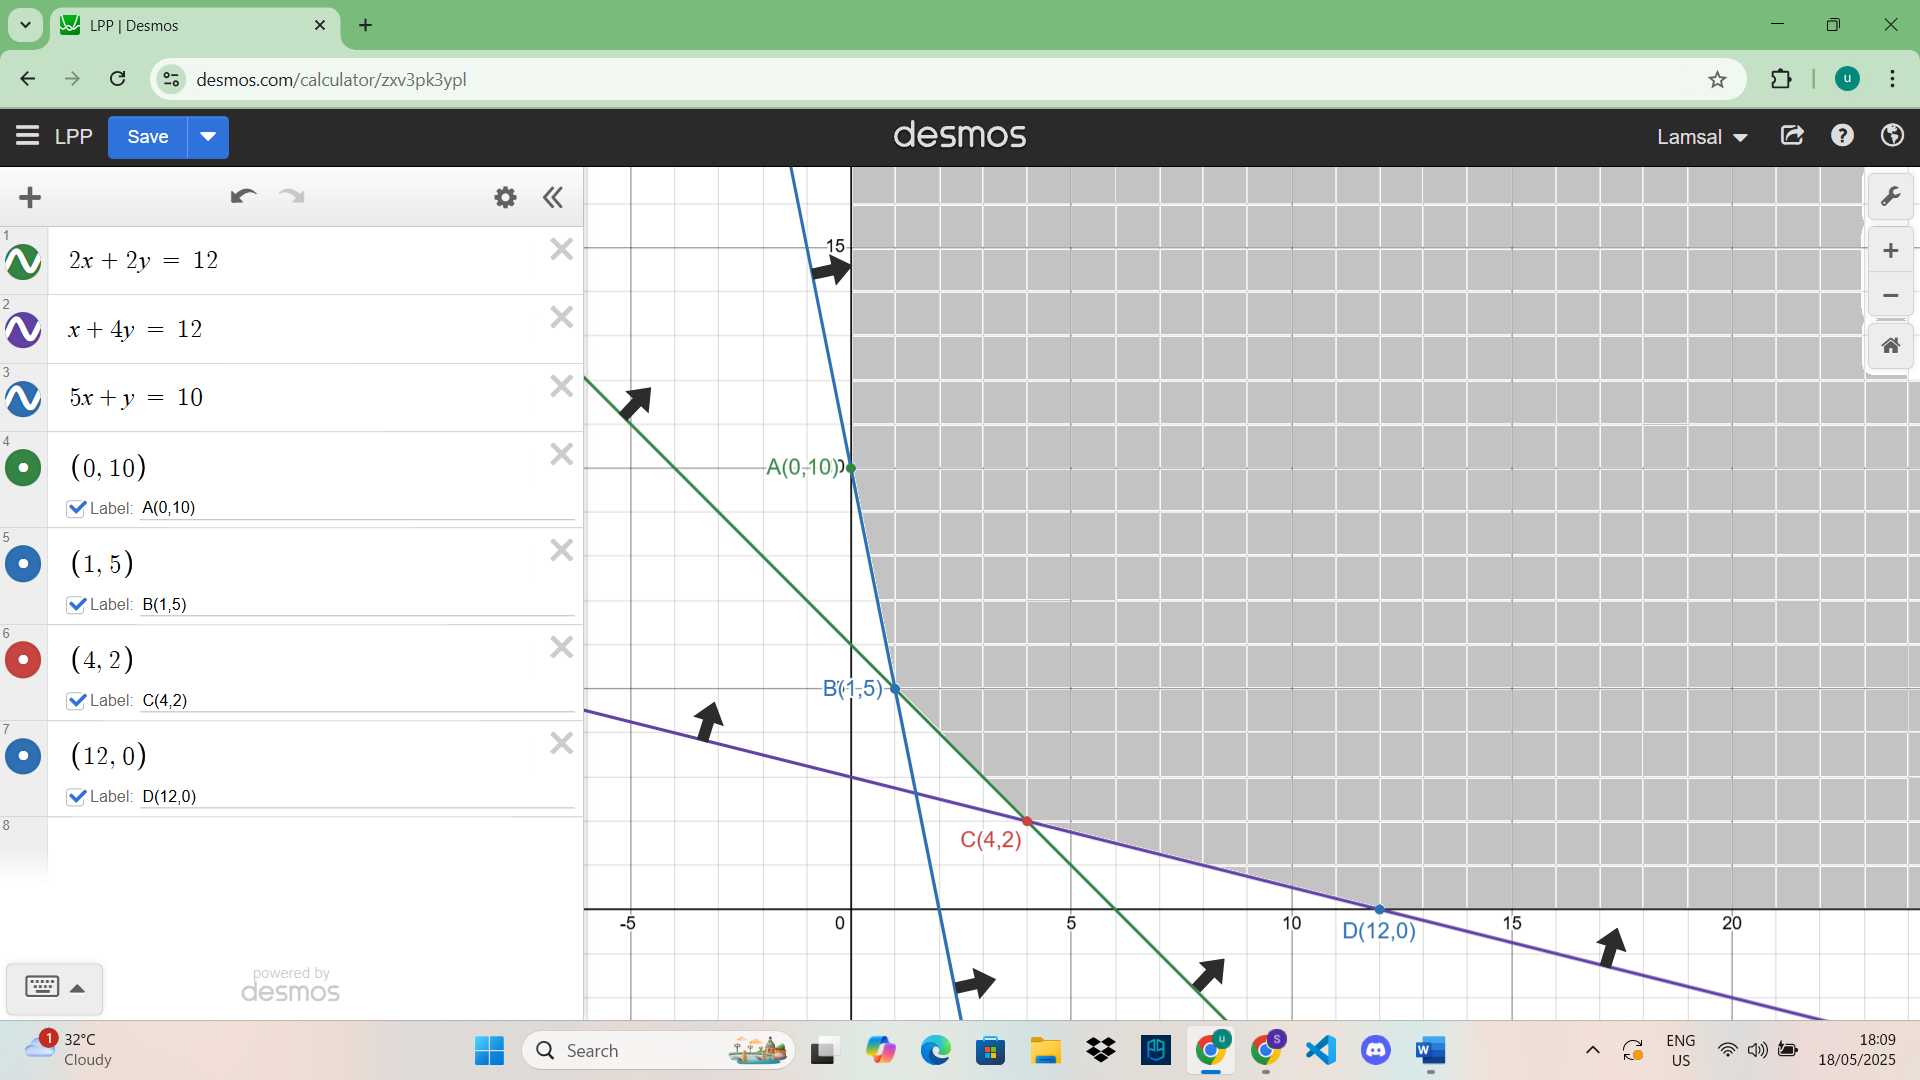 LPP | Desmos
desmos.com/calculator/zxv3pk3ypl
u
LPP
Save
desmos
Lamsal
1
2x + 2y = 12
2
x + 4y = 12
3
5x + y = 10
4
(0, 10)
Label: A(0,10)
5
(1, 5)
Label: B(1,5)
6
(4, 2)
Label: C(4,2)
7
(12, 0)
Label: D(12,0)
8
powered by
desmos
15
A(0,10)
B(1,5)
C(4,2)
-5
0
5
10
15
20
D(12,0)
1
32°C
Cloudy
Search
u
S
W
ENG
US
18:09
18/05/2025